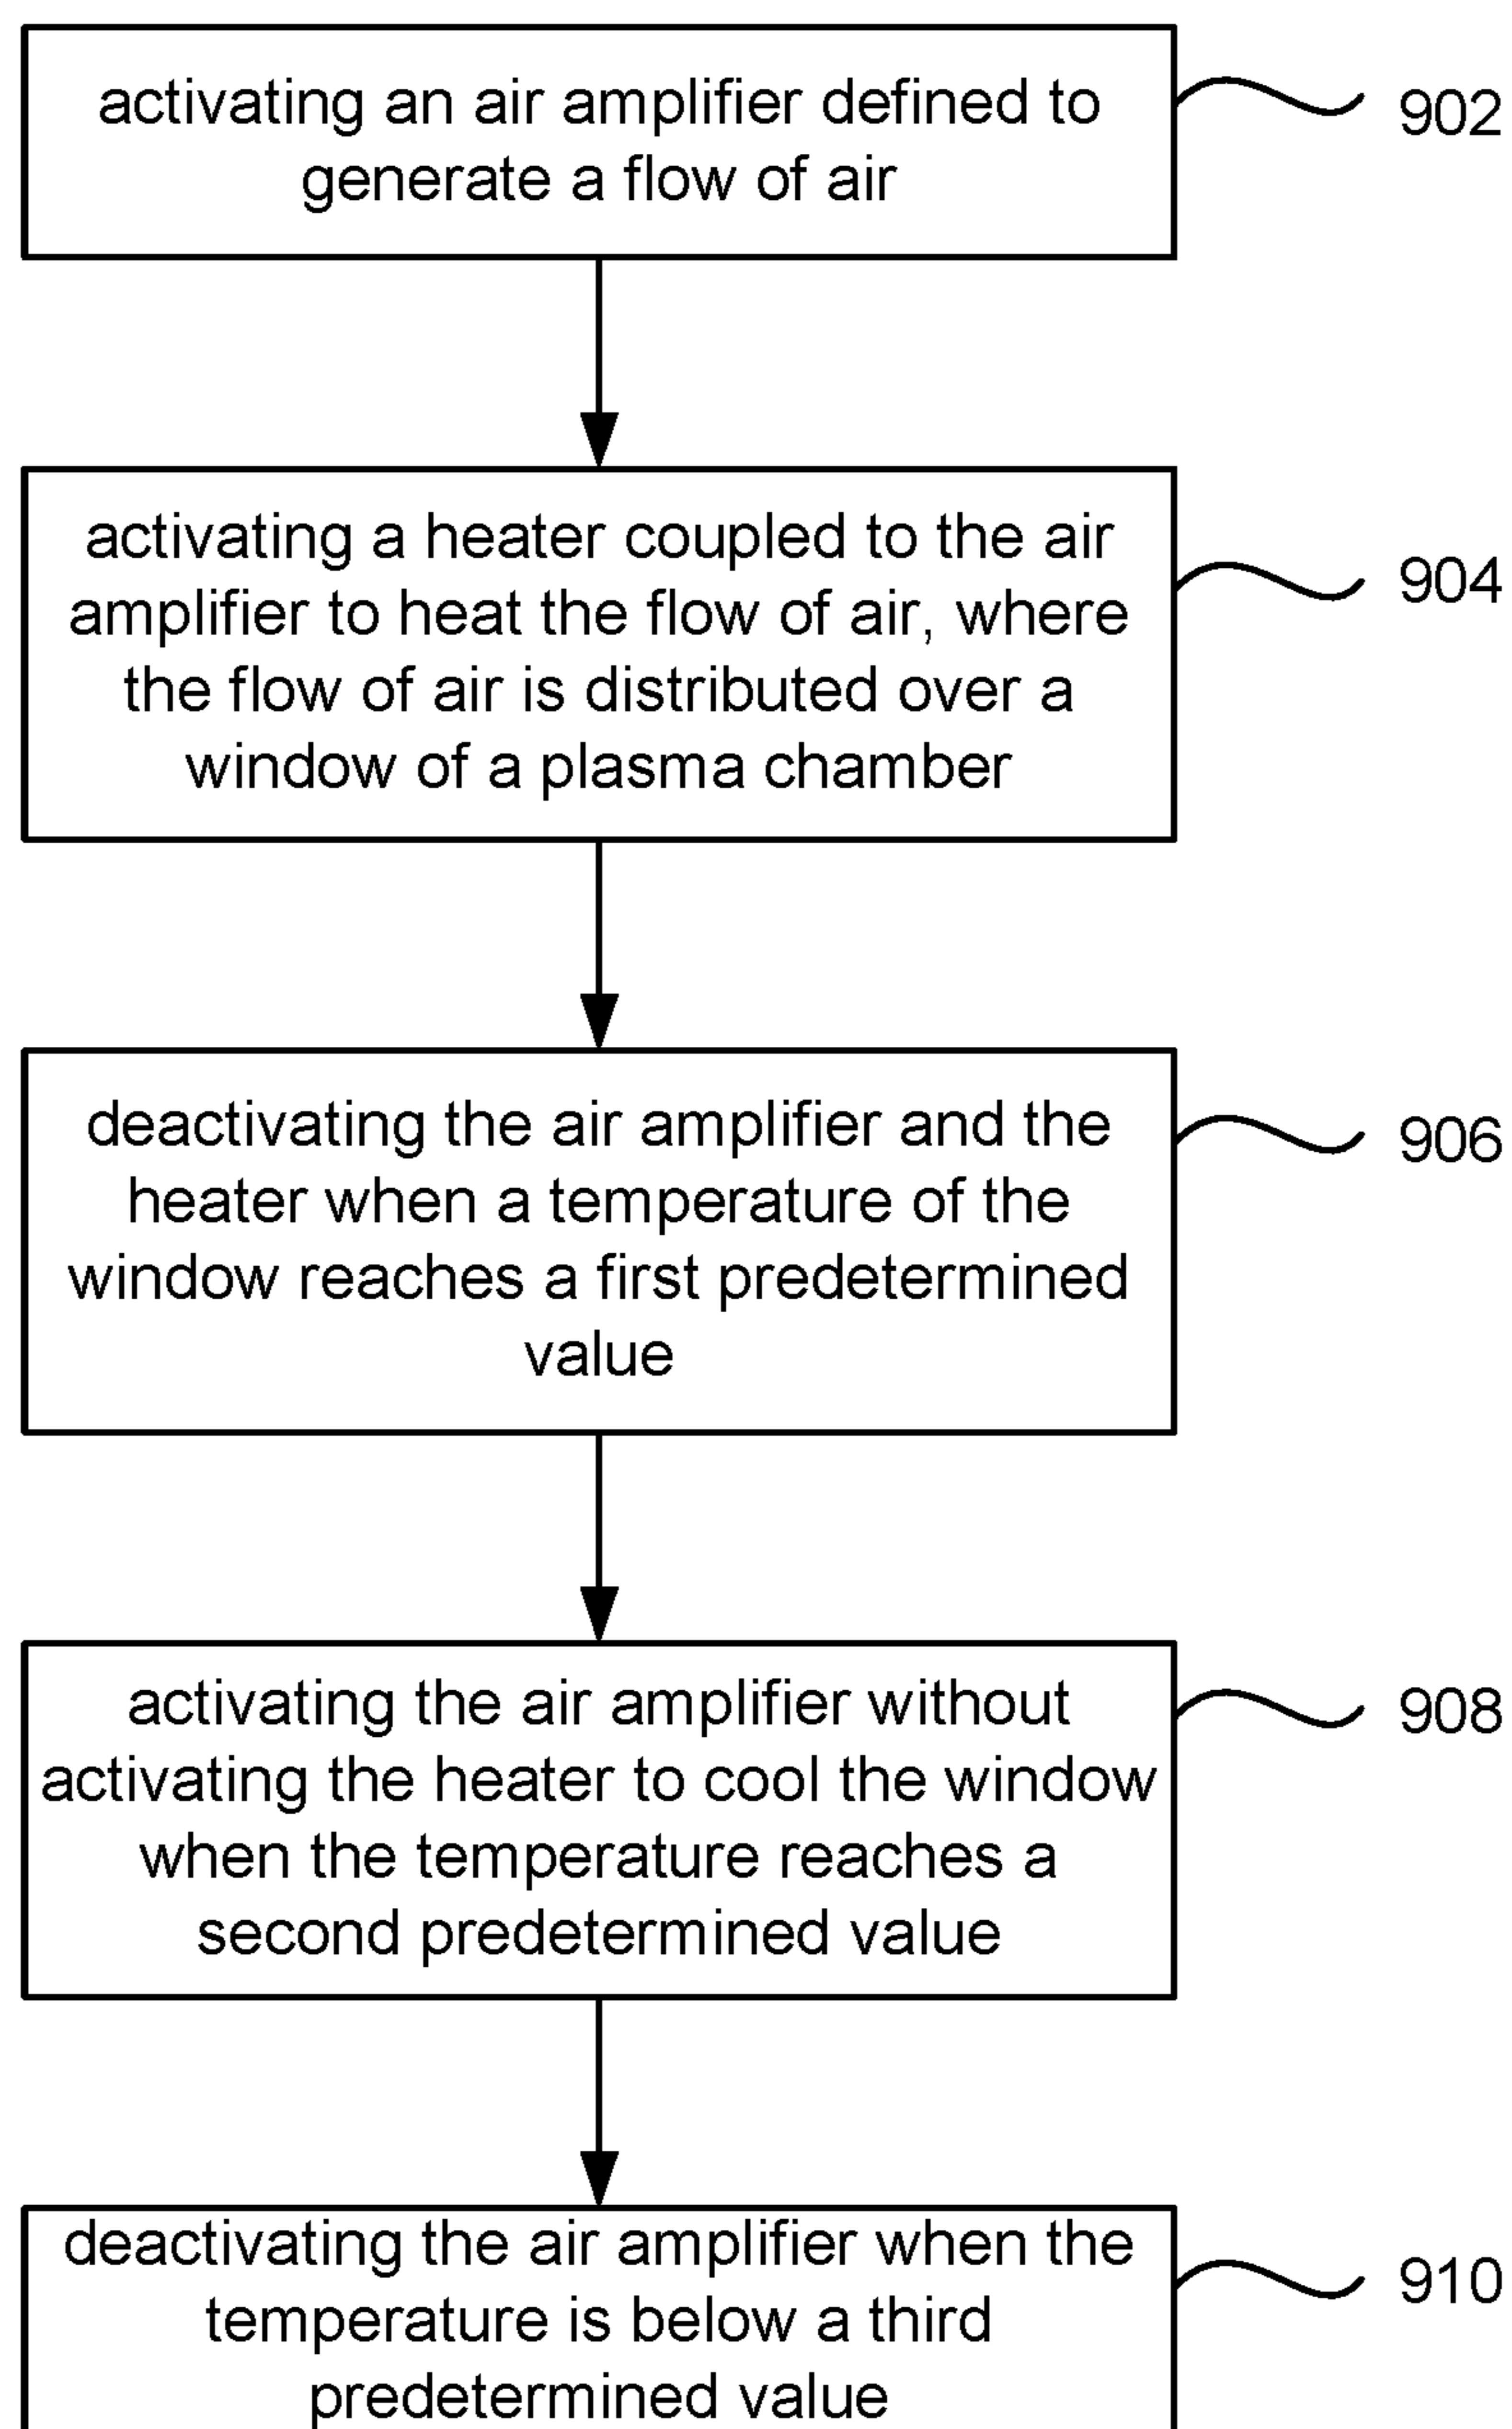 activating an air amplifier defined to
generate a flow of air
902
activating a heater coupled to the air
amplifier to heat the flow of air, where
the flow of air is distributed over a
window of a plasma chamber
904
deactivating the air amplifier and the
heater when a temperature of the
window reaches a first predetermined
value
906
activating the air amplifier without
activating the heater to cool the window
when the temperature reaches a
second predetermined value
908
deactivating the air amplifier when the
temperature is below a third
predetermined value
910